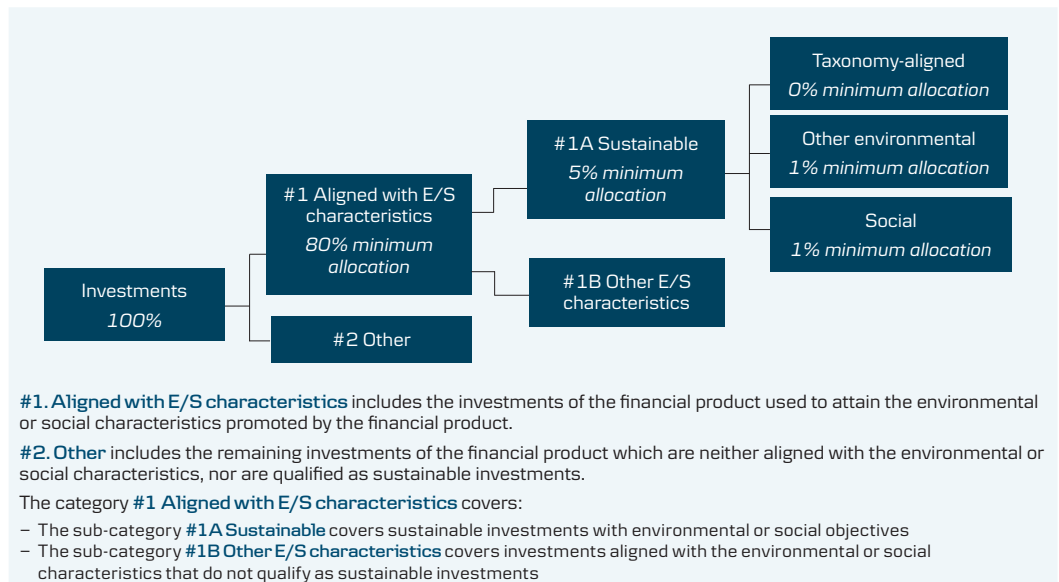 Taxonomy-aligned
0% minimum allocation
#1A Sustainable
5% minimum
allocation
Other environmental
1% minimum allocation
#1 Aligned with E/S
characteristics
80% minimum
allocation
Social
1% minimum allocation
Investments
100%
#1B Other E/S
characteristics
#2 Other
#1. Aligned with E/S characteristics includes the investments of the financial product used to attain the environmental
or social characteristics promoted by the financial product.
#2. Other includes the remaining investments of the financial product which are neither aligned with the environmental or
social characteristics, nor are qualified as sustainable investments.
The category #1 Aligned with E/S characteristics covers:
– The sub-category #1A Sustainable covers sustainable investments with environmental or social objectives
– The sub-category #1B Other E/S characteristics covers investments aligned with the environmental or social
characteristics that do not qualify as sustainable investments